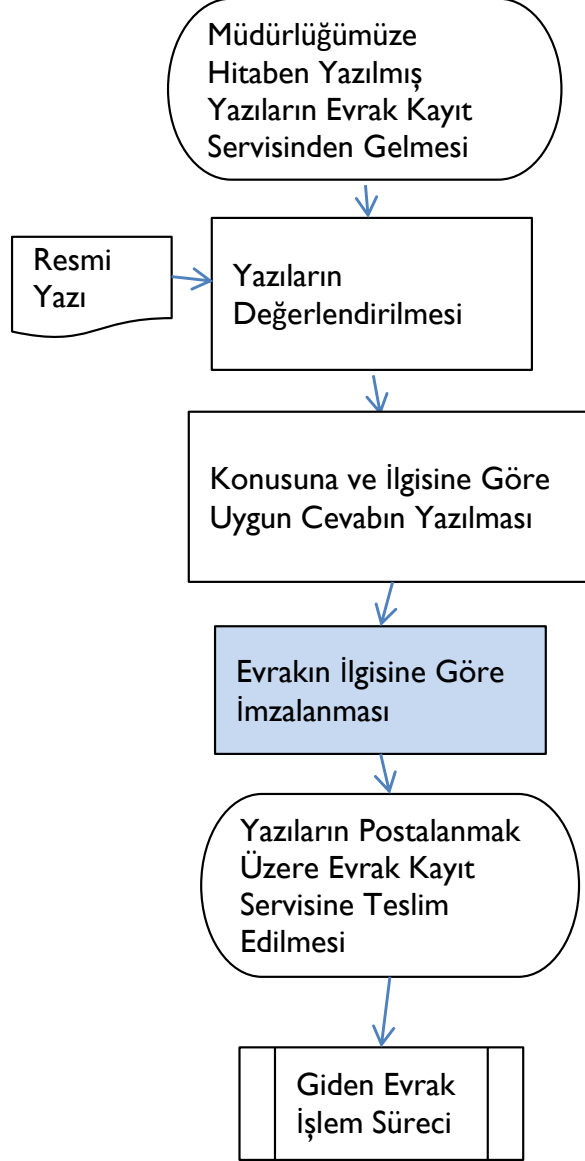 Müdürlüğümüze
Hitaben Yazılmış
Yazıların Evrak Kayıt
Servisinden Gelmesi
Resmi
Yazı
Yazıların
Değerlendirilmesi
Konusuna ve İlgisine Göre
Uygun Cevabın Yazılması
Evrakın İlgisine Göre
İmzalanması
Yazıların Postalanmak
Üzere Evrak Kayıt
Servisine Teslim
Edilmesi
Giden Evrak
İşlem Süreci